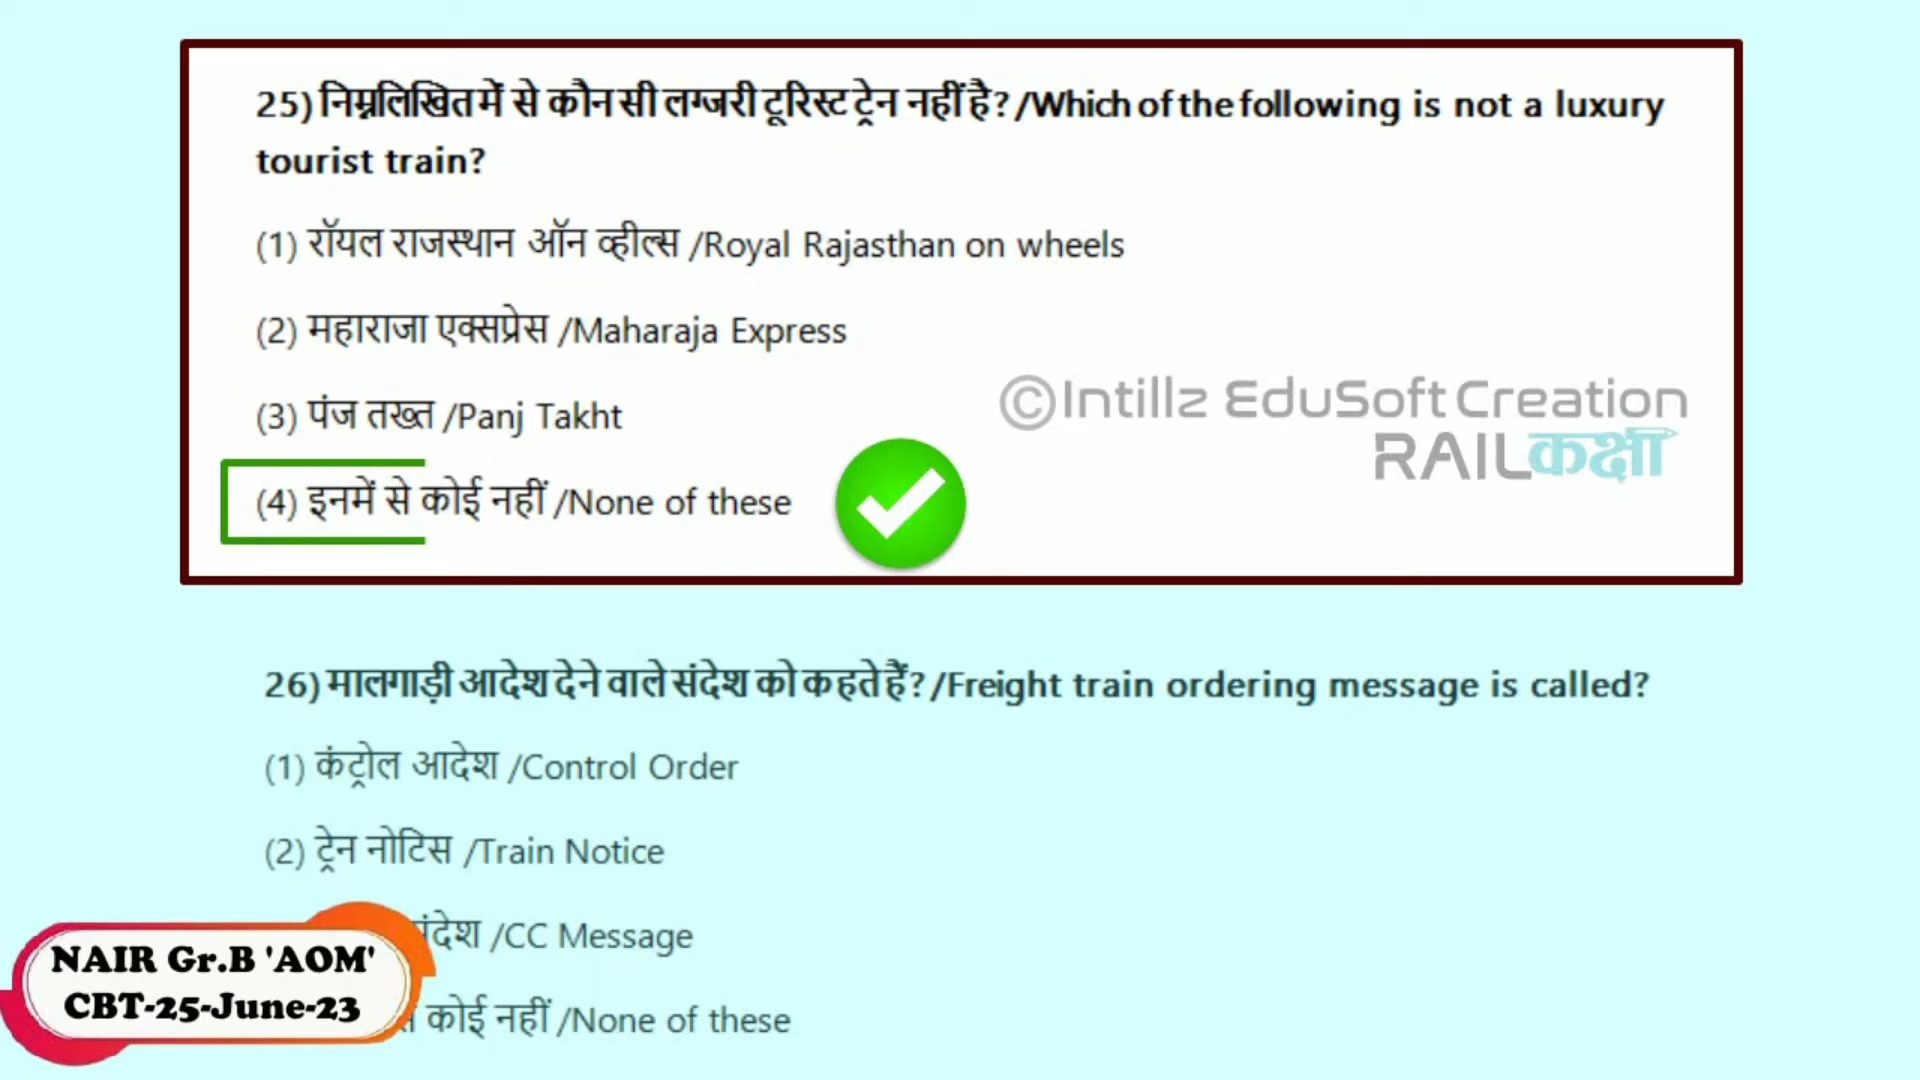 25) निम्नलिखित में से कौन सी लग्जरी टूरिस्ट ट्रेन नहीं है? /Which of the following is not a luxury
tourist train?
(1) रॉयल राजस्थान ऑन व्हील्स /Royal Rajasthan on wheels
(2) महाराजा एक्सप्रेस /Maharaja Express
(3) पंज तख्त /Panj Takht
©Intillz EduSoft Creation
RAILकक्षा
(4) इनमें से कोई नहीं /None of these
26) मालगाड़ी आदेश देने वाले संदेश को कहते हैं? /Freight train ordering message is called?
(1) कंट्रोल आदेश /Control Order
(2) ट्रेन नोटिस /Train Notice
संदेश /CC Message
कोई नहीं /None of these
NAIR Gr.B 'AOM'
CBT-25-June-23